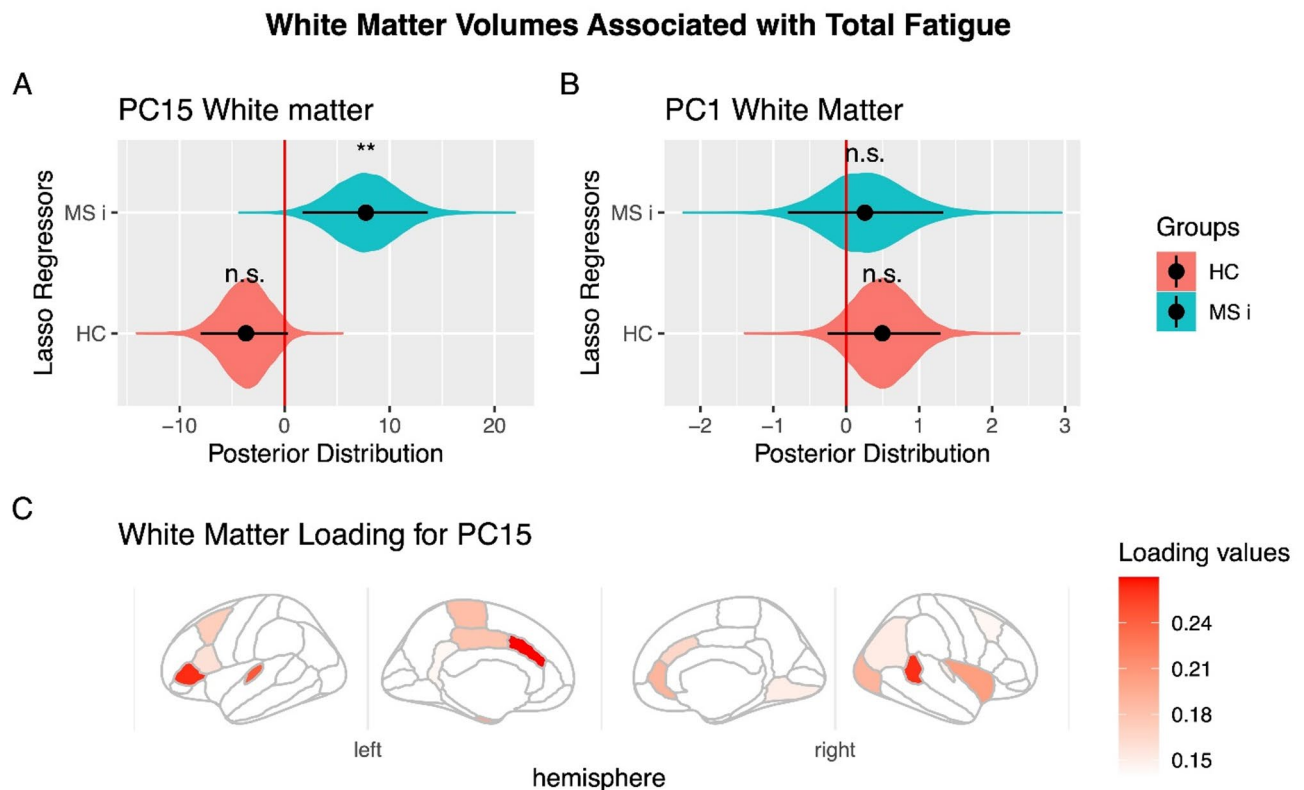 White Matter Volumes Associated with Total Fatigue
A
PC15 White matter
Lasso Regressors
MS i
HC
**
n.s.
−10 0 10 20
Posterior Distribution
B
PC1 White Matter
Lasso Regressors
MS i
HC
n.s.
n.s.
−2 −1 0 1 2 3
Posterior Distribution
Groups
HC
MS i
C
White Matter Loading for PC15
left right
hemisphere
Loading values
0.24
0.21
0.18
0.15